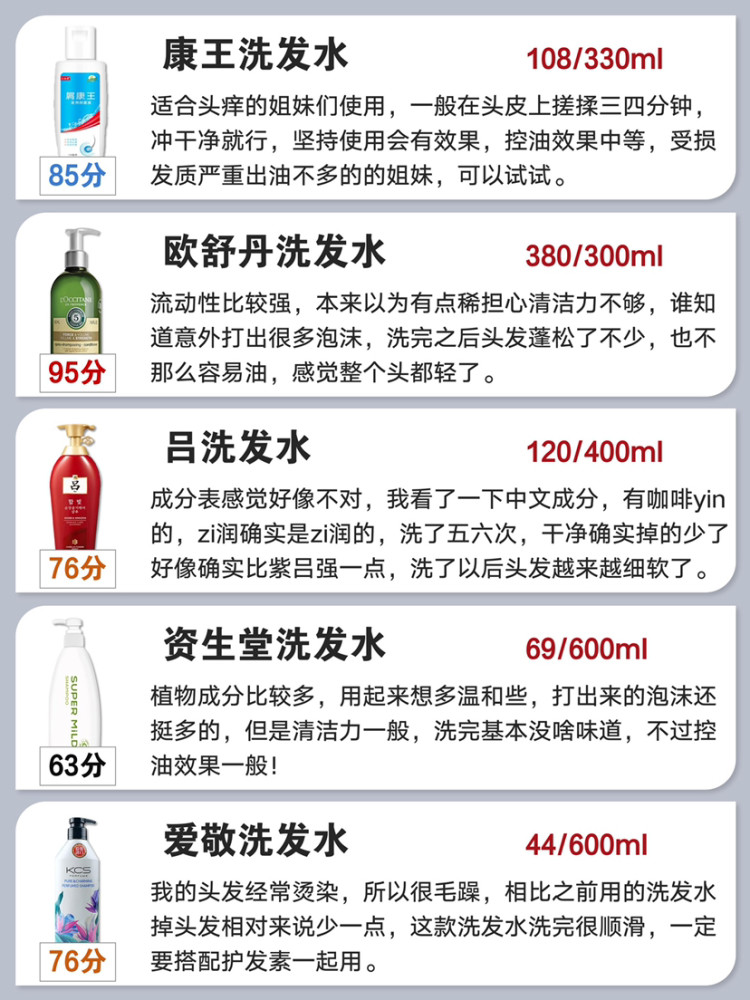 康王洗发水
108/330ml
适合头痒的姐妹们使用，一般在头皮上搓揉三四分钟，
冲干净就行，坚持使用会有效果，控油效果中等，受损
发质严重出油不多的的姐妹，可以试试。
康王
85分
欧舒丹洗发水
380/300ml
流动性比较强，本来以为有点稀担心清洁力不够，谁知
道意外打出很多泡沫，洗完之后头发蓬松了不少，也不
那么容易油，感觉整个头都轻了。
L'OCCITANE
5
95分
吕洗发水
120/400ml
成分表感觉好像不对，我看了一下中文成分，有咖啡yin
的，zi润确实是zi润的，洗了五六次，干净确实掉的少了
好像确实比紫吕强一点，洗了以后头发越来越细软了。
吕
76分
资生堂洗发水
69/600ml
植物成分比较多，用起来想多温和些，打出来的泡沫还
挺多的，但是清洁力一般，洗完基本没啥味道，不过控
油效果一般！
SUPER MILD
SHAMPOO
63分
爱敬洗发水
44/600ml
我的头发经常烫染，所以很毛躁，相比之前用的洗发水
掉头发相对来说少一点，这款洗发水洗完很顺滑，一定
要搭配护发素一起用。
KCS
76分